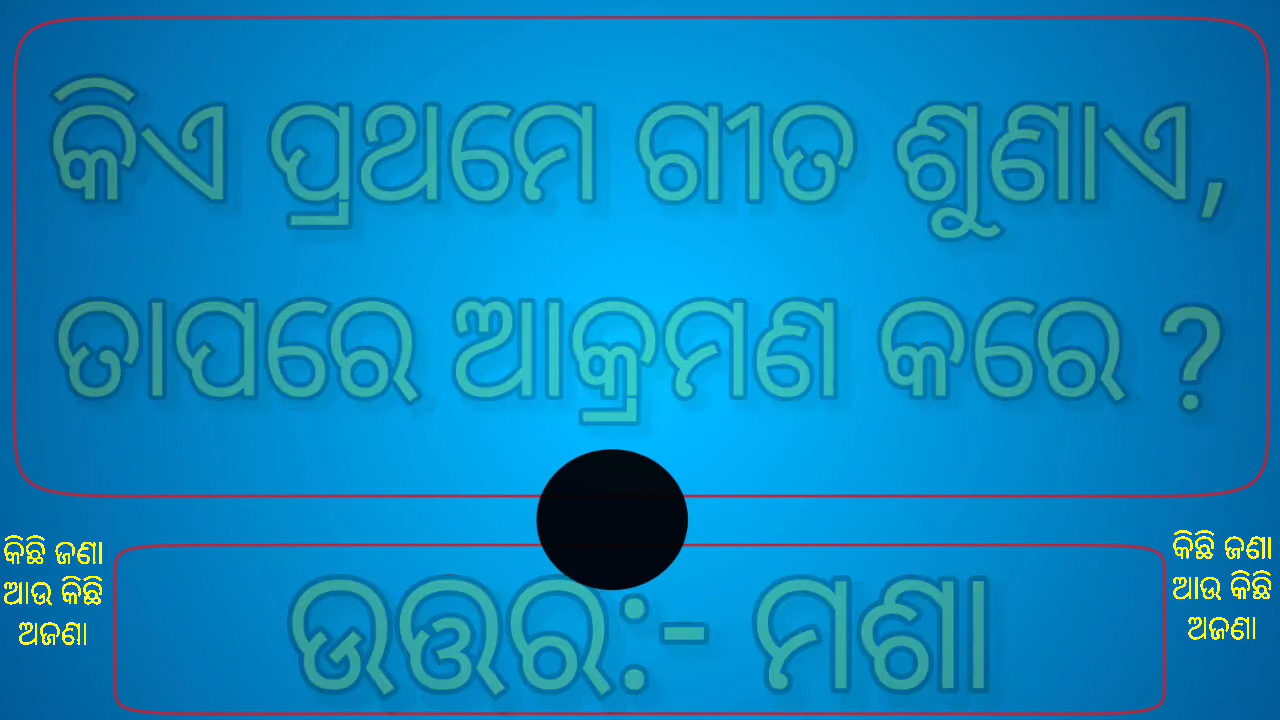 କିଏ ପ୍ରଥମେ ଗୀତ ଶୁଣାଏ,
ତାପରେ ଆକ୍ରମଣ କରେ ?
କିଛି ଜଣା
ଆଉ କିଛି
ଅଜଣା
ଉତ୍ତର:- ମଶା
କିଛି ଜଣା
ଆଉ କିଛି
ଅଜଣା